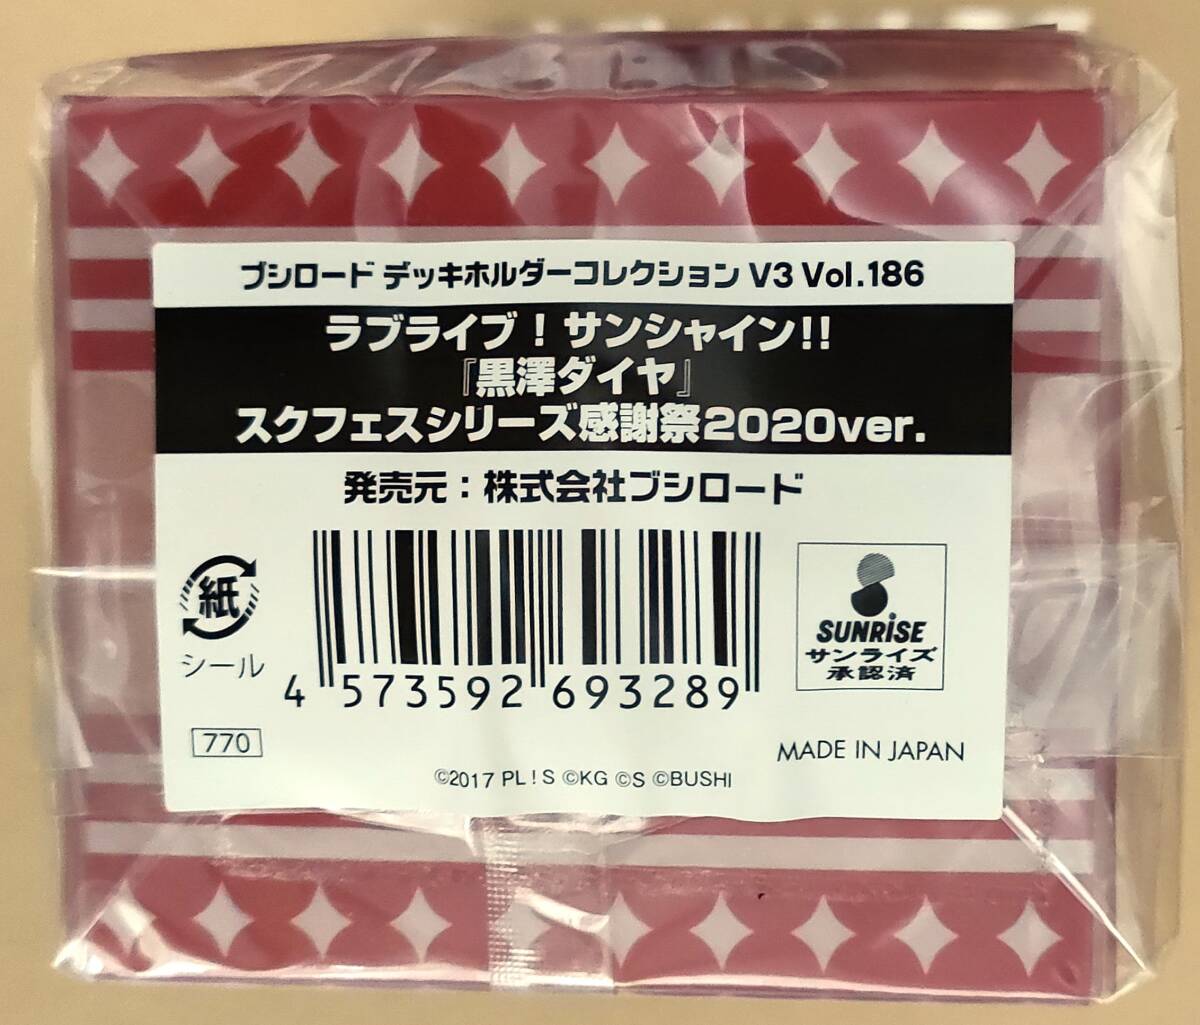 ブシロード デッキホルダーコレクション V3 Vol.186
ラブライブ！サンシャイン!!
『黒澤ダイヤ』
スクフェスシリーズ感謝祭2020ver.
発売元：株式会社ブシロード
紙
シール
4 573592 693289
SUNRiSE
サンライズ
承認済
770
MADE IN JAPAN
©2017 PL!S ©KG ©S ©BUSHI